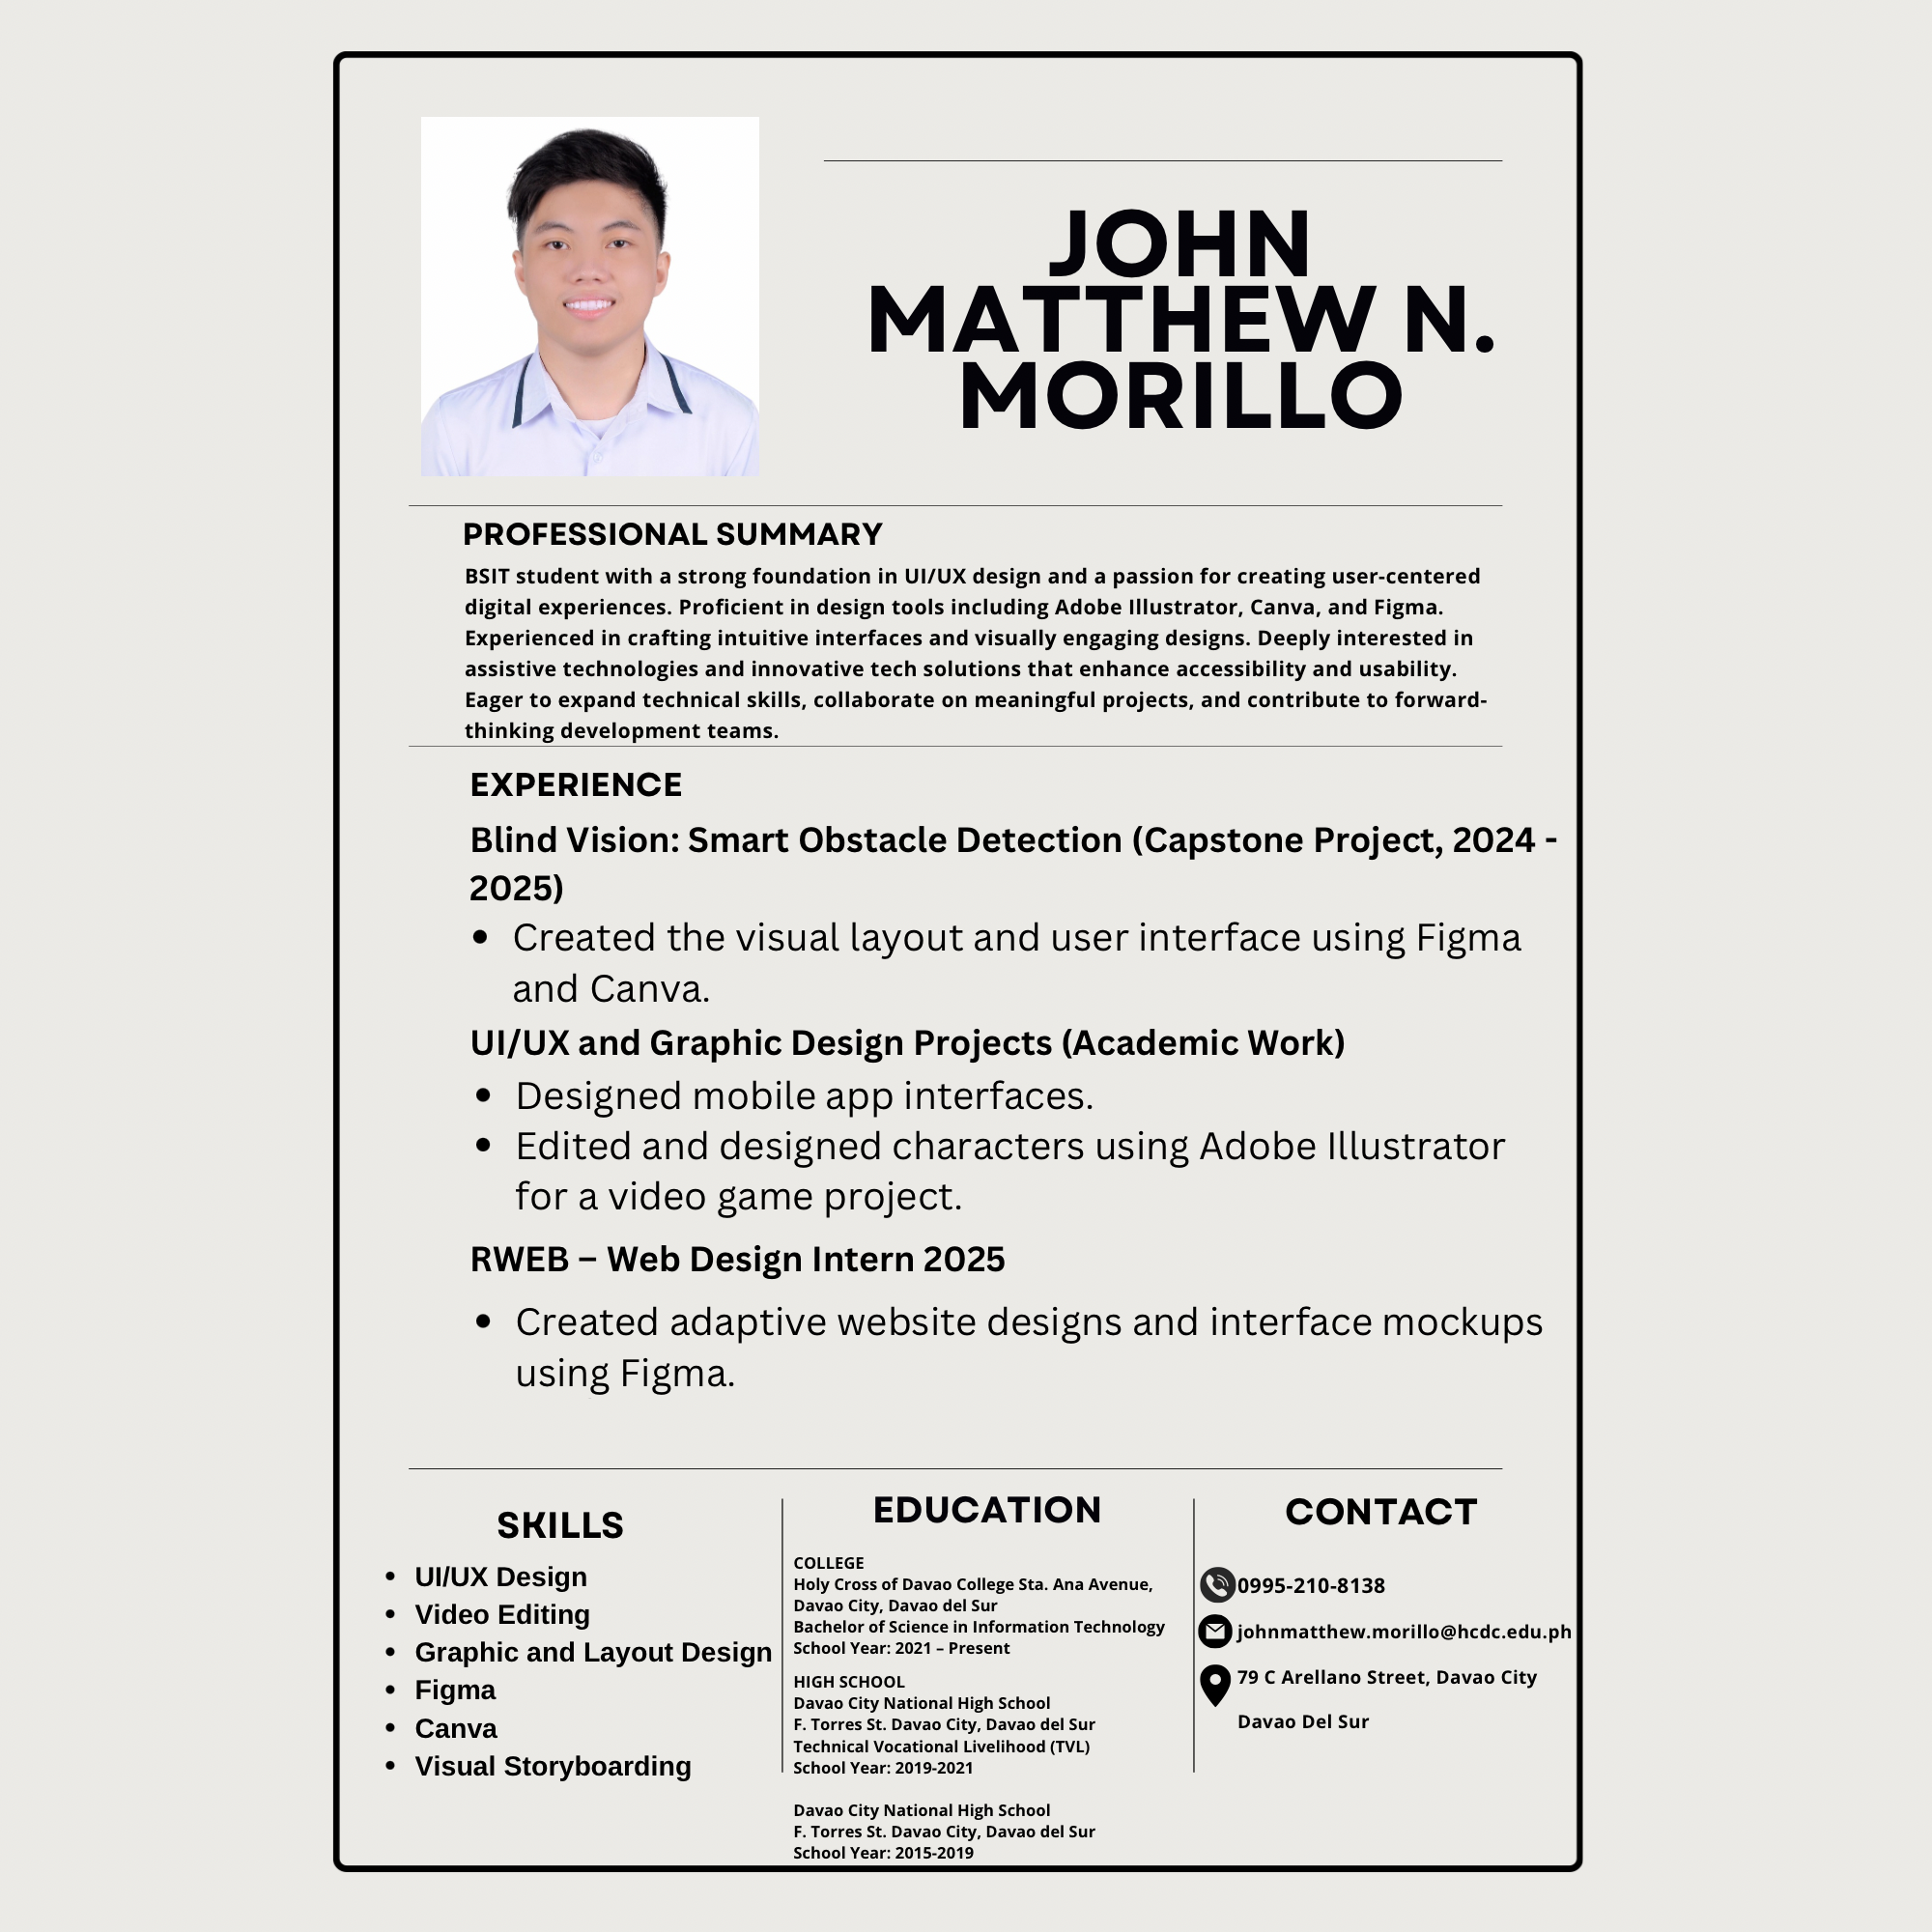 JOHN
MATTHEW N.
MORILLO
PROFESSIONAL SUMMARY
BSIT student with a strong foundation in UI/UX design and a passion for creating user-centered
digital experiences. Proficient in design tools including Adobe Illustrator, Canva, and Figma.
Experienced in crafting intuitive interfaces and visually engaging designs. Deeply interested in
assistive technologies and innovative tech solutions that enhance accessibility and usability.
Eager to expand technical skills, collaborate on meaningful projects, and contribute to forward-
thinking development teams.
EXPERIENCE
Blind Vision: Smart Obstacle Detection (Capstone Project, 2024 -
2025)
• Created the visual layout and user interface using Figma
and Canva.
UI/UX and Graphic Design Projects (Academic Work)
• Designed mobile app interfaces.
• Edited and designed characters using Adobe Illustrator
for a video game project.
RWEB – Web Design Intern 2025
• Created adaptive website designs and interface mockups
using Figma.
SKILLS
• UI/UX Design
• Video Editing
• Graphic and Layout Design
• Figma
• Canva
• Visual Storyboarding
EDUCATION
COLLEGE
Holy Cross of Davao College Sta. Ana Avenue,
Davao City, Davao del Sur
Bachelor of Science in Information Technology
School Year: 2021 – Present
HIGH SCHOOL
Davao City National High School
F. Torres St. Davao City, Davao del Sur
Technical Vocational Livelihood (TVL)
School Year: 2019-2021
Davao City National High School
F. Torres St. Davao City, Davao del Sur
School Year: 2015-2019
CONTACT
0995-210-8138
johnmatthew.morillo@hcdc.edu.ph
79 C Arellano Street, Davao City
Davao Del Sur